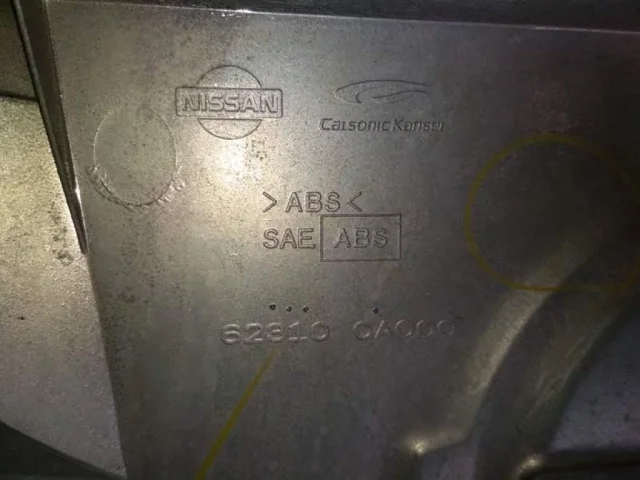 NISSAN
Calsonic Kansei
>ABS<
SAE ABS
62310 CA000